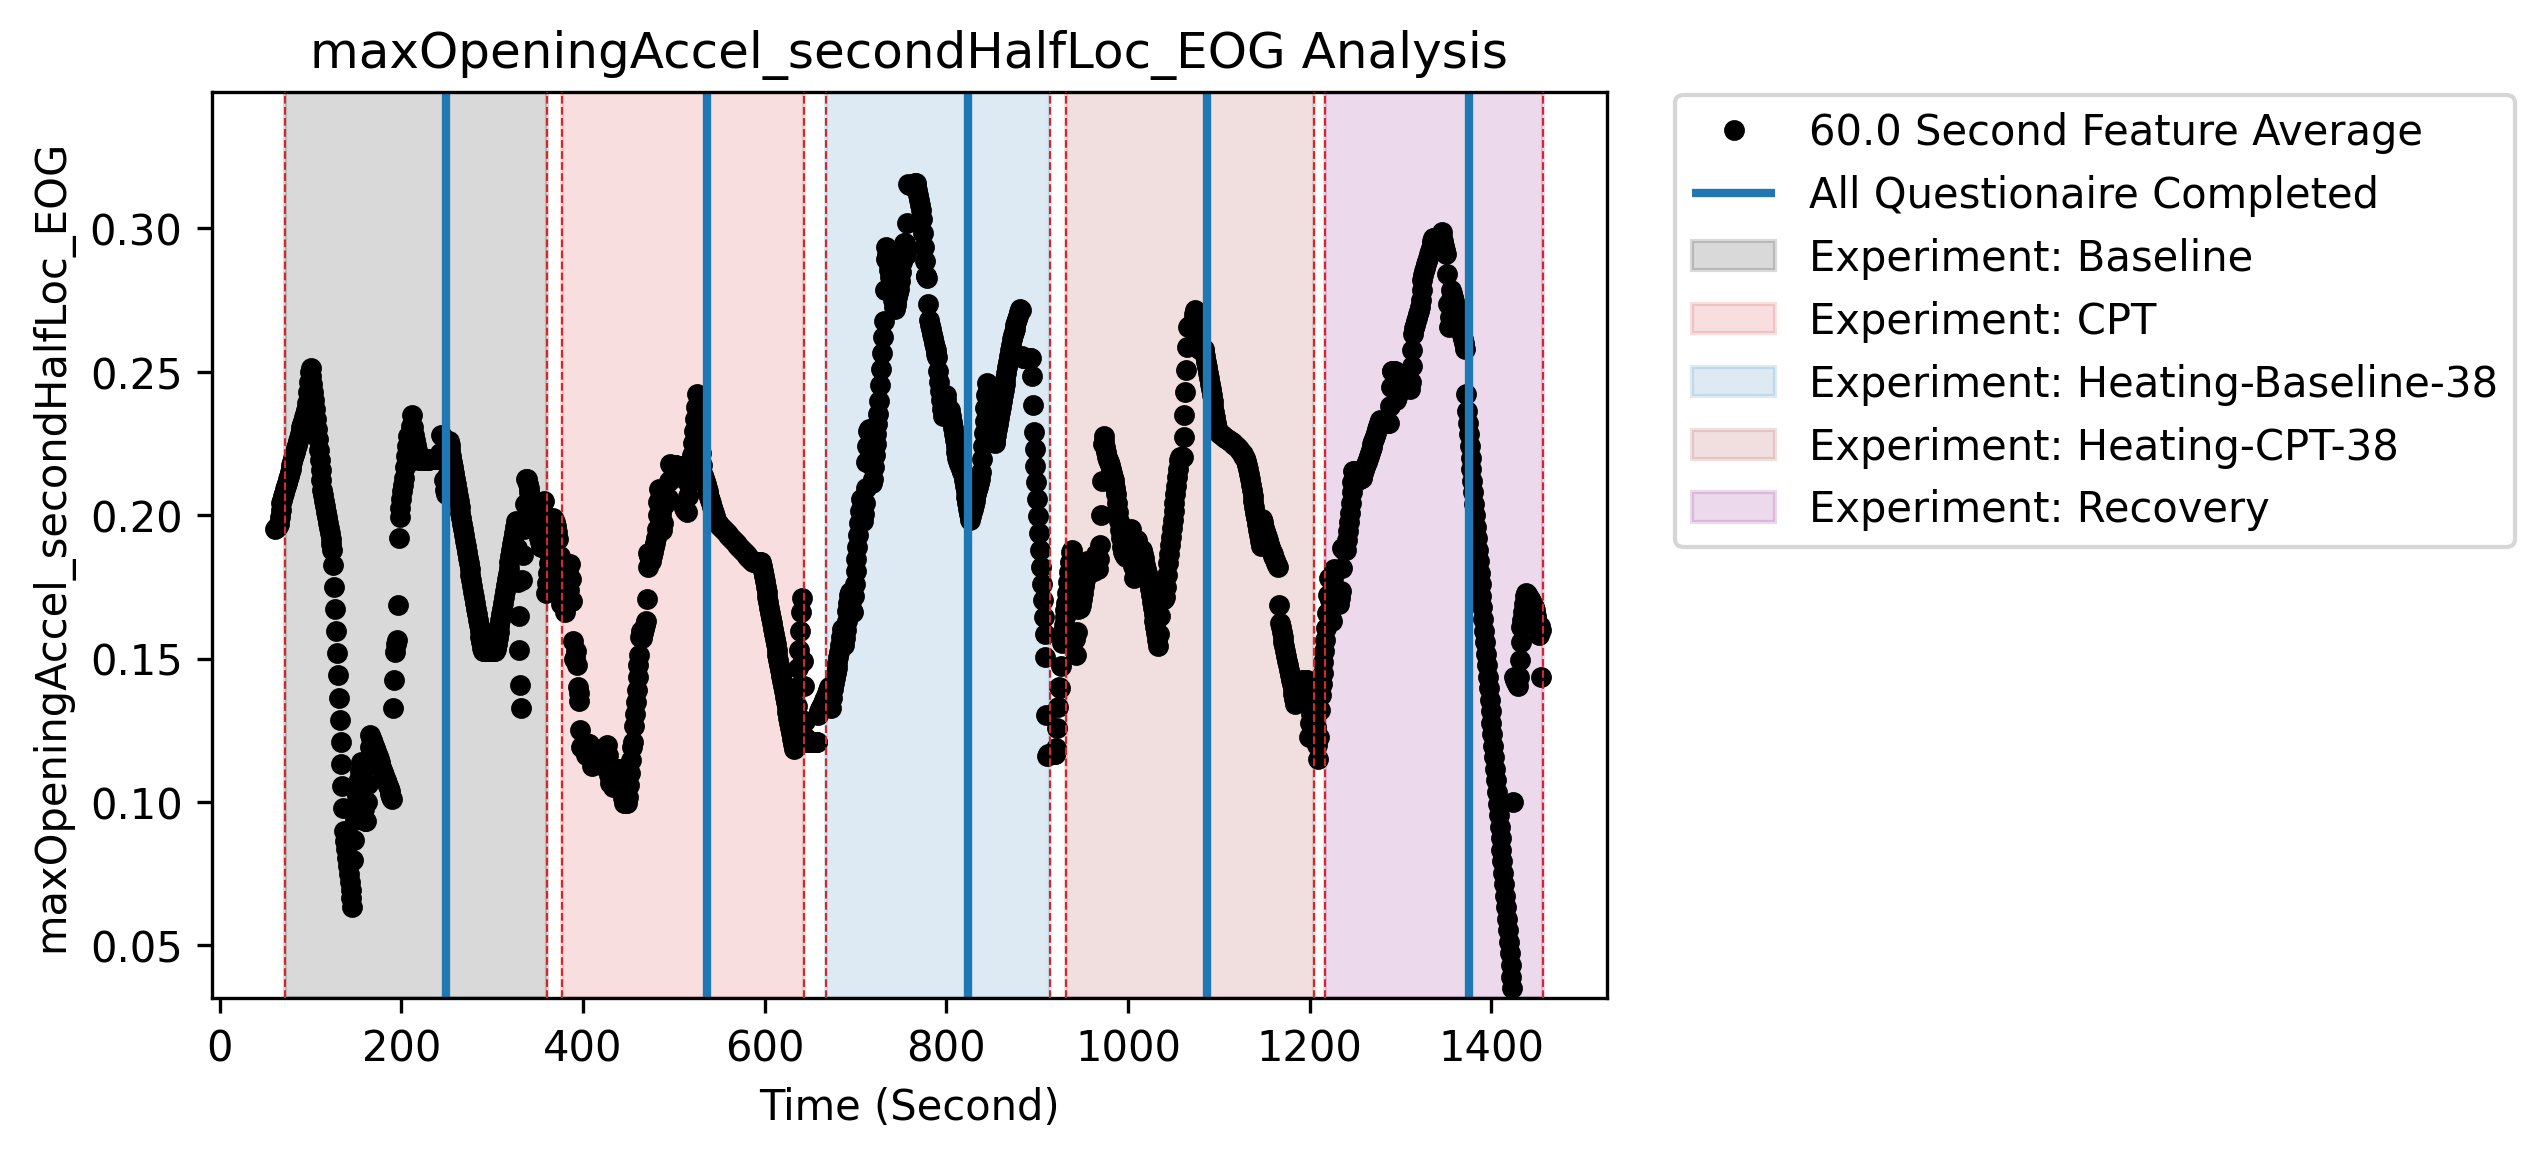 maxOpeningAccel_secondHalfLoc_EOG Analysis
maxOpeningAccel_secondHalfLoc_EOG
0.30
0.25
0.20
0.15
0.10
0.05
0 200 400 600 800 1000 1200 1400
Time (Second)
60.0 Second Feature Average
All Questionaire Completed
Experiment: Baseline
Experiment: CPT
Experiment: Heating-Baseline-38
Experiment: Heating-CPT-38
Experiment: Recovery